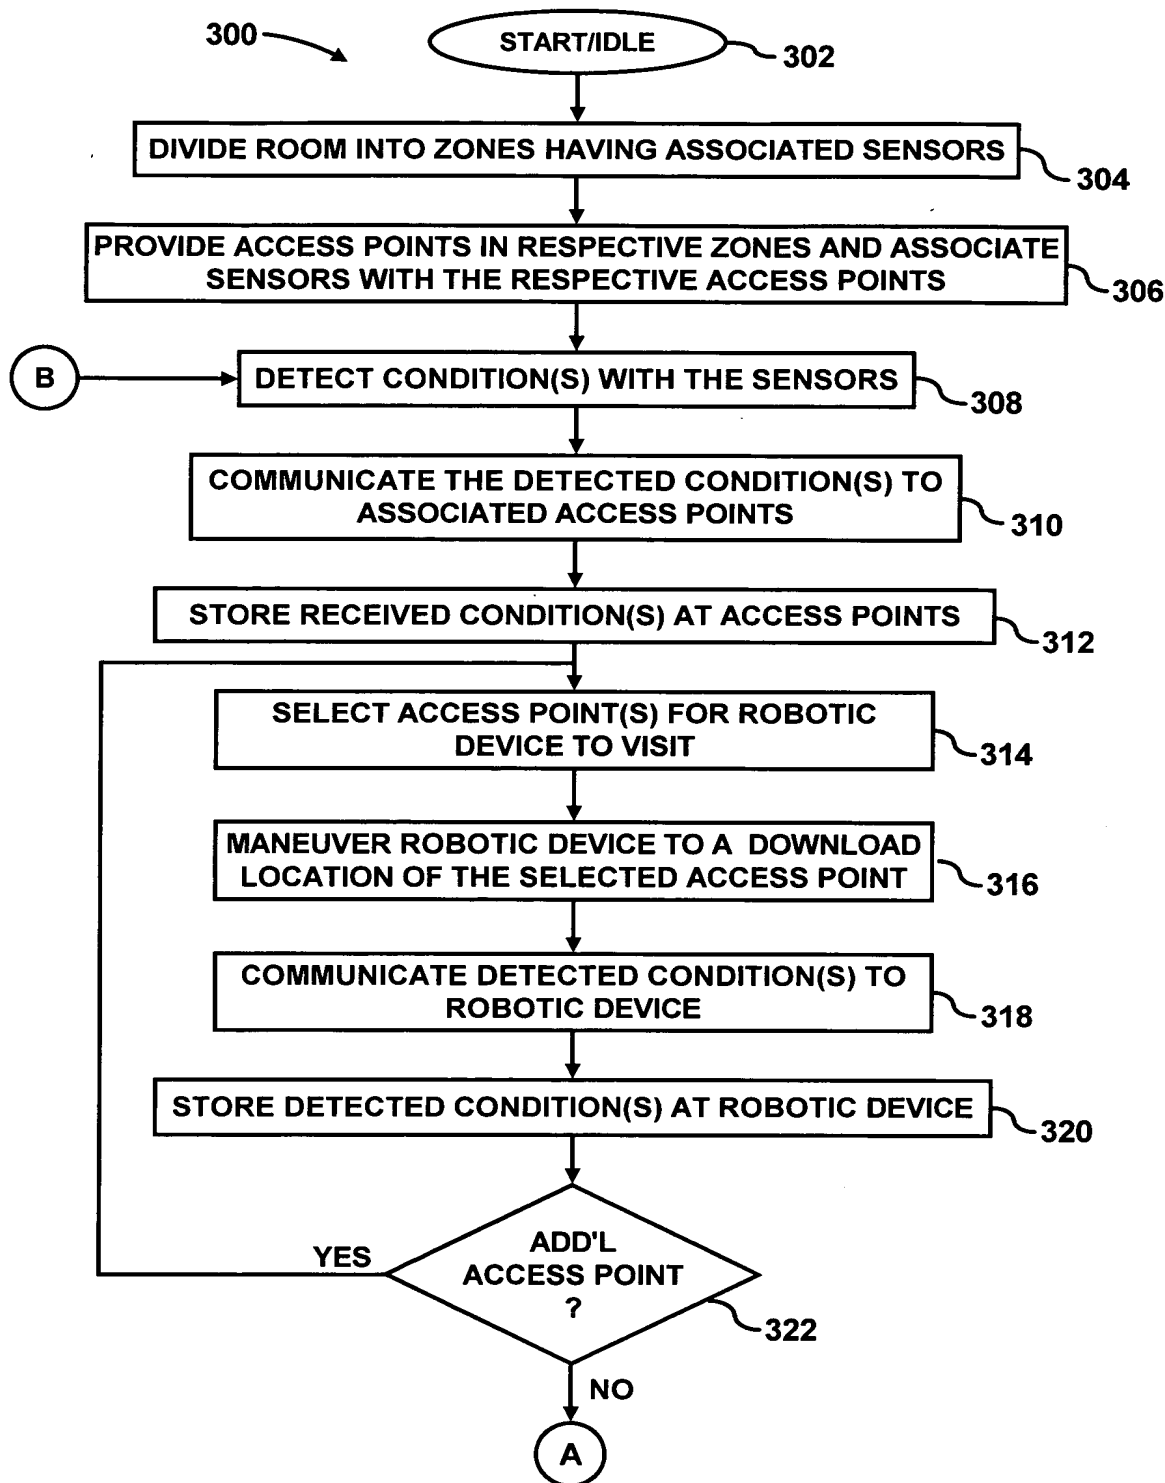 300
START/IDLE
302
DIVIDE ROOM INTO ZONES HAVING ASSOCIATED SENSORS
304
PROVIDE ACCESS POINTS IN RESPECTIVE ZONES AND ASSOCIATE
SENSORS WITH THE RESPECTIVE ACCESS POINTS
306
B
DETECT CONDITION(S) WITH THE SENSORS
308
COMMUNICATE THE DETECTED CONDITION(S) TO
ASSOCIATED ACCESS POINTS
310
STORE RECEIVED CONDITION(S) AT ACCESS POINTS
312
SELECT ACCESS POINT(S) FOR ROBOTIC
DEVICE TO VISIT
314
MANEUVER ROBOTIC DEVICE TO A DOWNLOAD
LOCATION OF THE SELECTED ACCESS POINT
316
COMMUNICATE DETECTED CONDITION(S) TO
ROBOTIC DEVICE
318
STORE DETECTED CONDITION(S) AT ROBOTIC DEVICE
320
YES
ADD'L
ACCESS POINT
?
322
NO
A